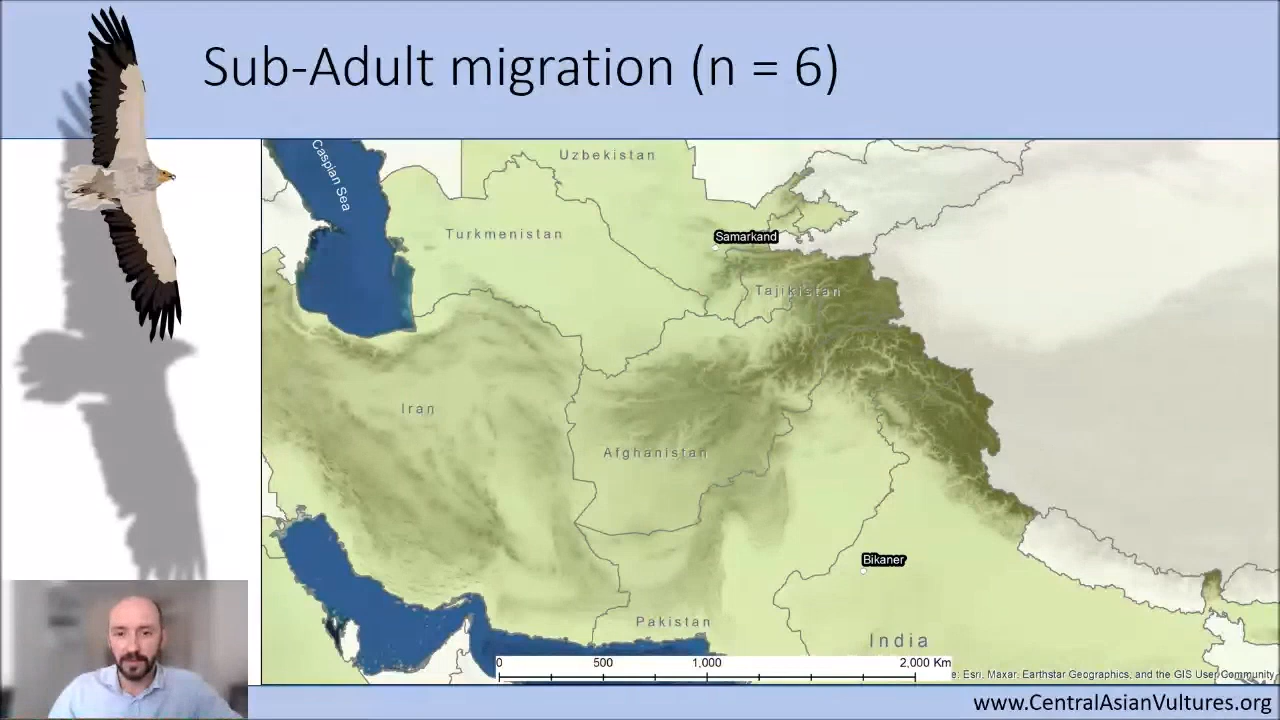 Sub-Adult migration (n = 6)
Caspian Sea
Uzbekistan
Turkmenistan
Samarkand
Tajikistan
Iran
Afghanistan
Bikaner
Pakistan
India
0 500 1,000 2,000 Km
e: Esri, Maxar, Earthstar Geographics, and the GIS User Community
www.CentralAsianVultures.org